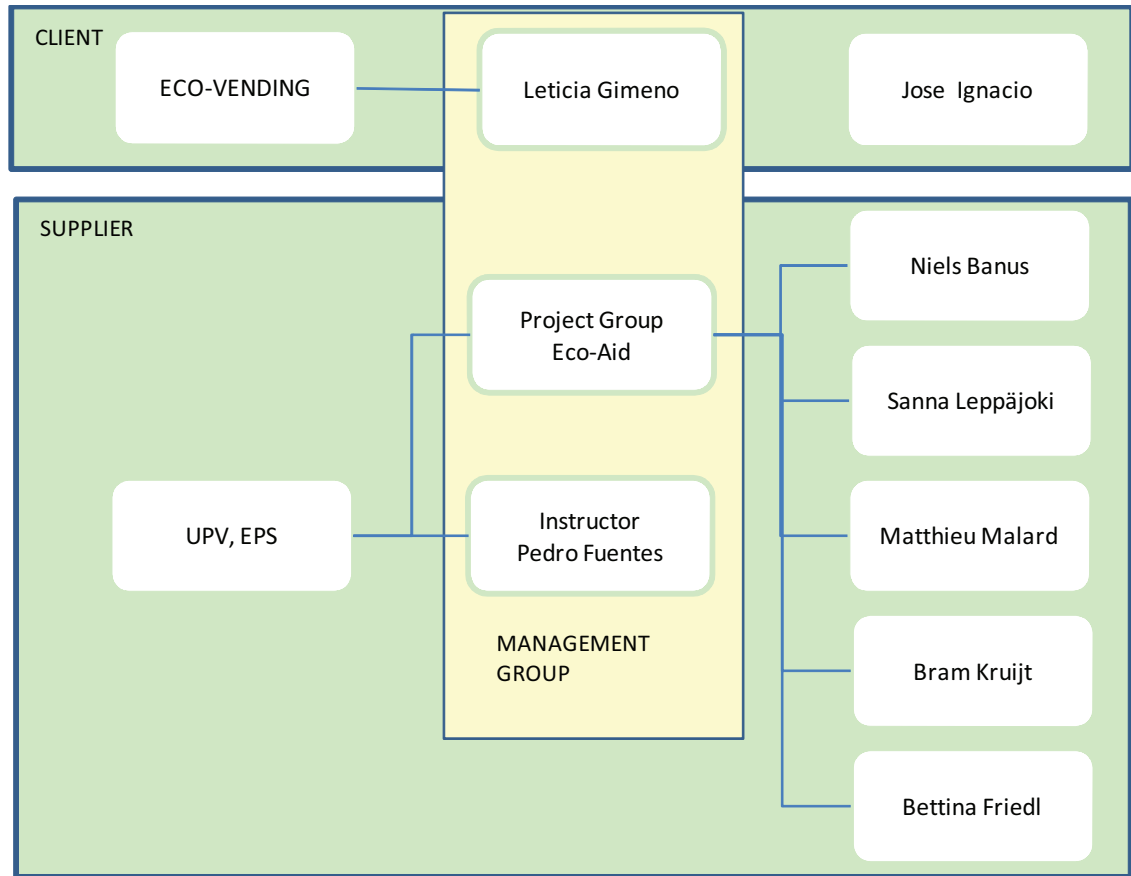 CLIENT
ECO-VENDING
Leticia Gimeno
Jose Ignacio
SUPPLIER
Niels Banus
Project Group
Eco-Aid
Sanna Leppäjoki
UPV, EPS
Instructor
Pedro Fuentes
Matthieu Malard
MANAGEMENT
GROUP
Bram Kruijt
Bettina Friedl